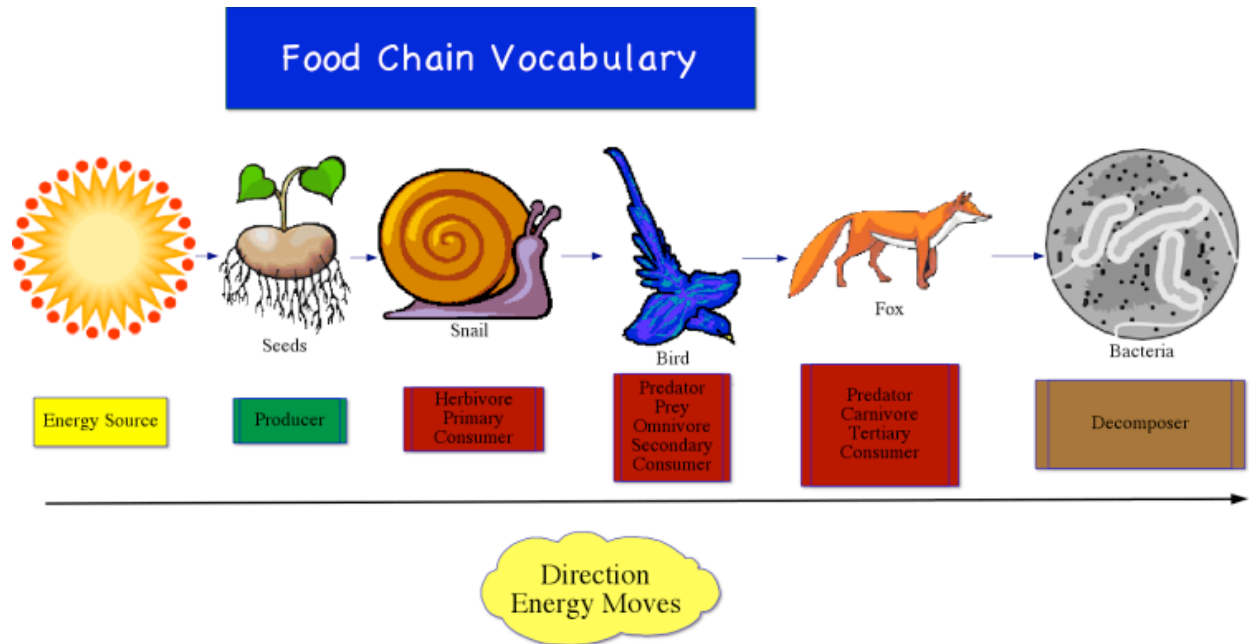 Food Chain Vocabulary
Seeds
Snail
Bird
Fox
Bacteria
Energy Source
Producer
Herbivore
Primary
Consumer
Predator
Prey
Omnivore
Secondary
Consumer
Predator
Carnivore
Tertiary
Consumer
Decomposer
Direction
Energy Moves